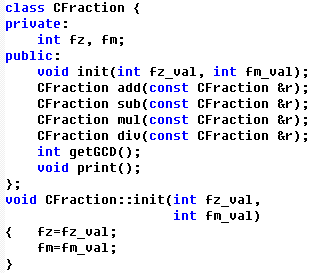 class CFraction {
private:
    int fz, fm;
public:
    void init(int fz_val, int fm_val);
    CFraction add(const CFraction &r);
    CFraction sub(const CFraction &r);
    CFraction mul(const CFraction &r);
    CFraction div(const CFraction &r);
    int getGCD();
    void print();
};
void CFraction::init(int fz_val,
                     int fm_val)
{   fz=fz_val;
    fm=fm_val;
}